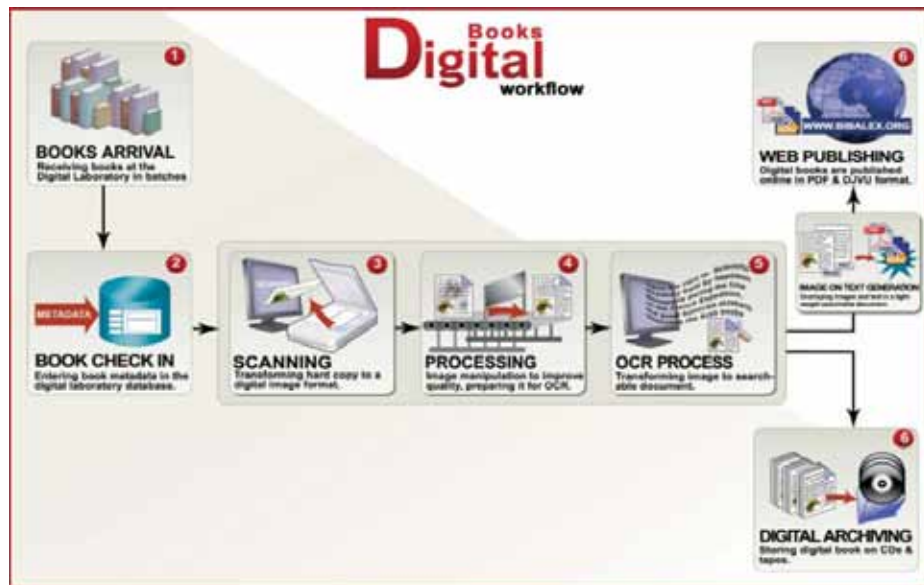 Books
Digital
workflow
1
BOOKS ARRIVAL
Receiving books at the
Digital Laboratory in batches
2
METADATA
BOOK CHECK IN
Entering book metadata in the
digital laboratory database.
3
SCANNING
Transforming hard copy to a
digital image format.
4
PROCESSING
Image manipulation to improve
quality, preparing it for OCR.
5
OCR PROCESS
Transforming image to search-
able document.
IMAGE ON TEXT GENERATION
6
WWW.BIBALEX.ORG
WEB PUBLISHING
Digital books are published
online in PDF & DJVU format.
6
DIGITAL ARCHIVING
Storing digital book on CDs &
tapes.